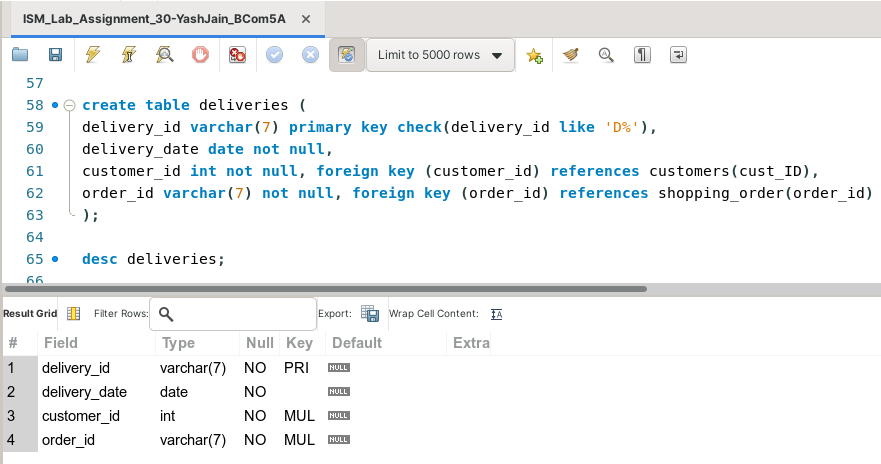 ISM_Lab_Assignment_30-YashJain_BCom5A ×
Limit to 5000 rows
57
58 create table deliveries (
59 delivery_id varchar(7) primary key check(delivery_id like 'D%'),
60 delivery_date date not null,
61 customer_id int not null, foreign key (customer_id) references customers(cust_ID),
62 order_id varchar(7) not null, foreign key (order_id) references shopping_order(order_id)
63 );
64
65 desc deliveries;
66
Result Grid Filter Rows: Export: Wrap Cell Content:
# Field Type Null Key Default Extra
1 delivery_id varchar(7) NO PRI NULL
2 delivery_date date NO NULL
3 customer_id int NO MUL NULL
4 order_id varchar(7) NO MUL NULL